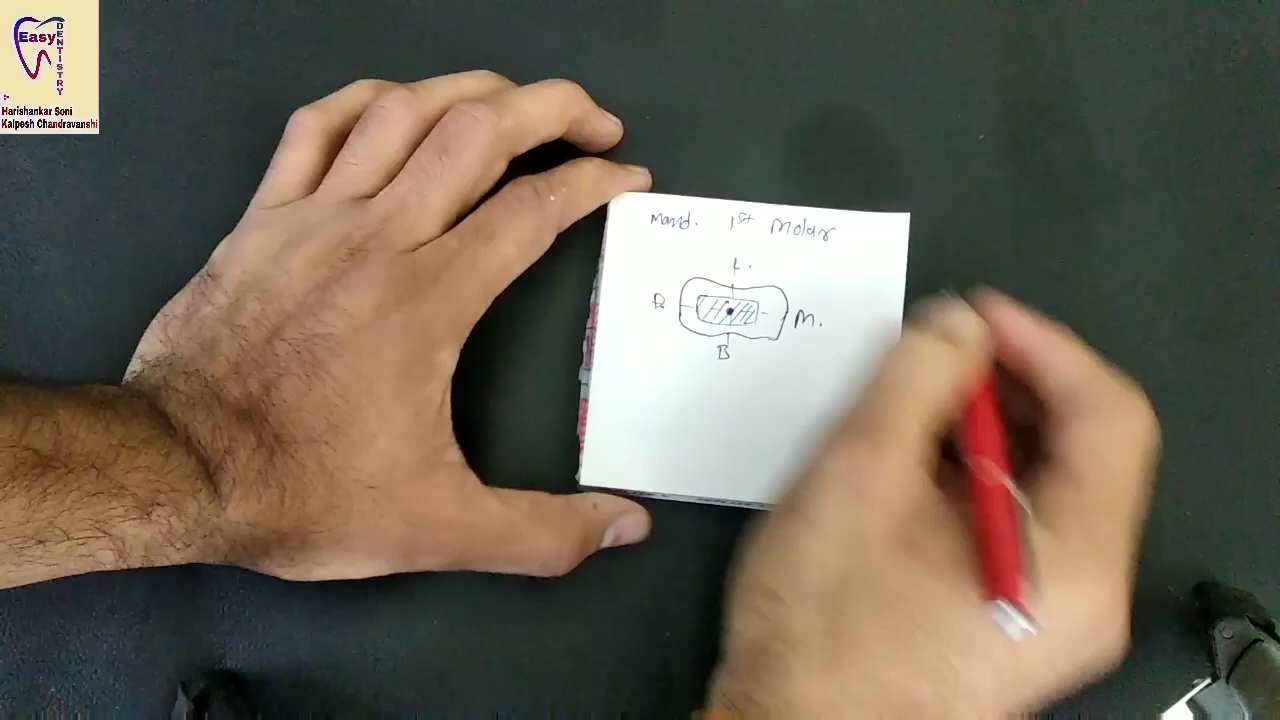 Easy
DENTISTRY
Harishankar Soni
Kalpesh Chandravanshi
Mand. 1st Molar
L.
D
M.
B